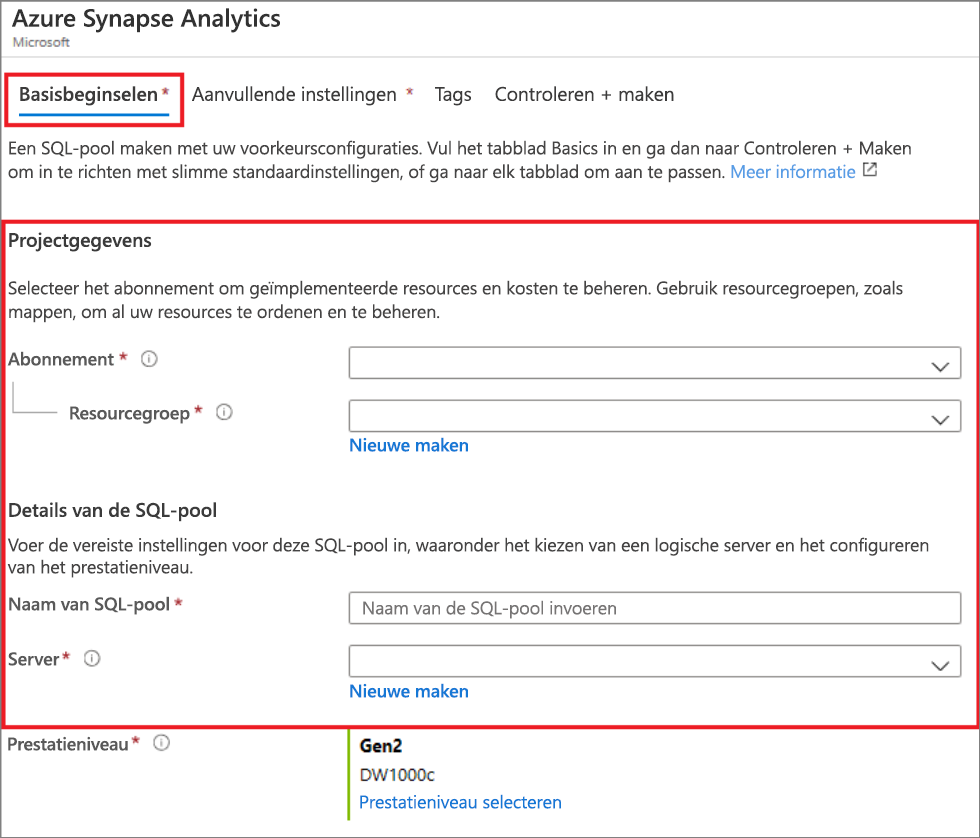 Azure Synapse Analytics
Microsoft
Basisbeginselen * Aanvullende instellingen * Tags Controleren + maken
Een SQL-pool maken met uw voorkeursconfiguraties. Vul het tabblad Basics in en ga dan naar Controleren + Maken
om in te richten met slimme standaardinstellingen, of ga naar elk tabblad om aan te passen. Meer informatie
Projectgegevens
Selecteer het abonnement om geïmplementeerde resources en kosten te beheren. Gebruik resourcegroepen, zoals
mappen, om al uw resources te ordenen en te beheren.
Abonnement *
Resourcegroep *
Nieuwe maken
Details van de SQL-pool
Voer de vereiste instellingen voor deze SQL-pool in, waaronder het kiezen van een logische server en het configureren
van het prestatieniveau.
Naam van SQL-pool * Naam van de SQL-pool invoeren
Server *
Nieuwe maken
Prestatieniveau * Gen2
DW1000c
Prestatieniveau selecteren